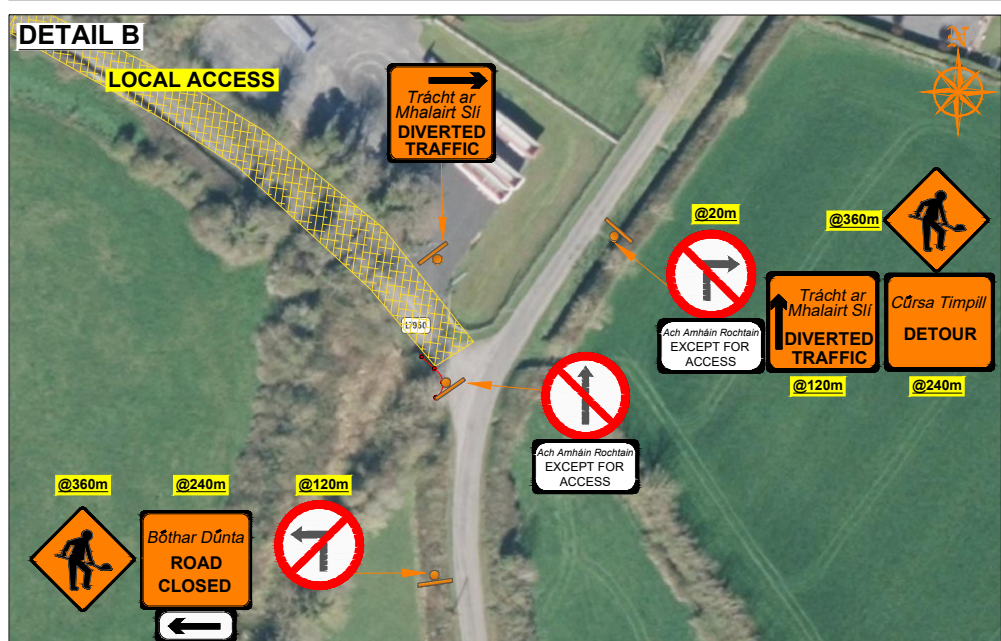 DETAIL B
LOCAL ACCESS
Trácht ar
Mhalairt Slí
DIVERTED
TRAFFIC
N
@20m
Ach Amháin Rochtain
EXCEPT FOR
ACCESS
Trácht ar
Mhalairt Slí
DIVERTED
TRAFFIC
@120m
@360m
Cúrsa Timpill
DETOUR
@240m
Ach Amháin Rochtain
EXCEPT FOR
ACCESS
@360m
@240m
Bóthar Dúnta
ROAD
CLOSED
@120m